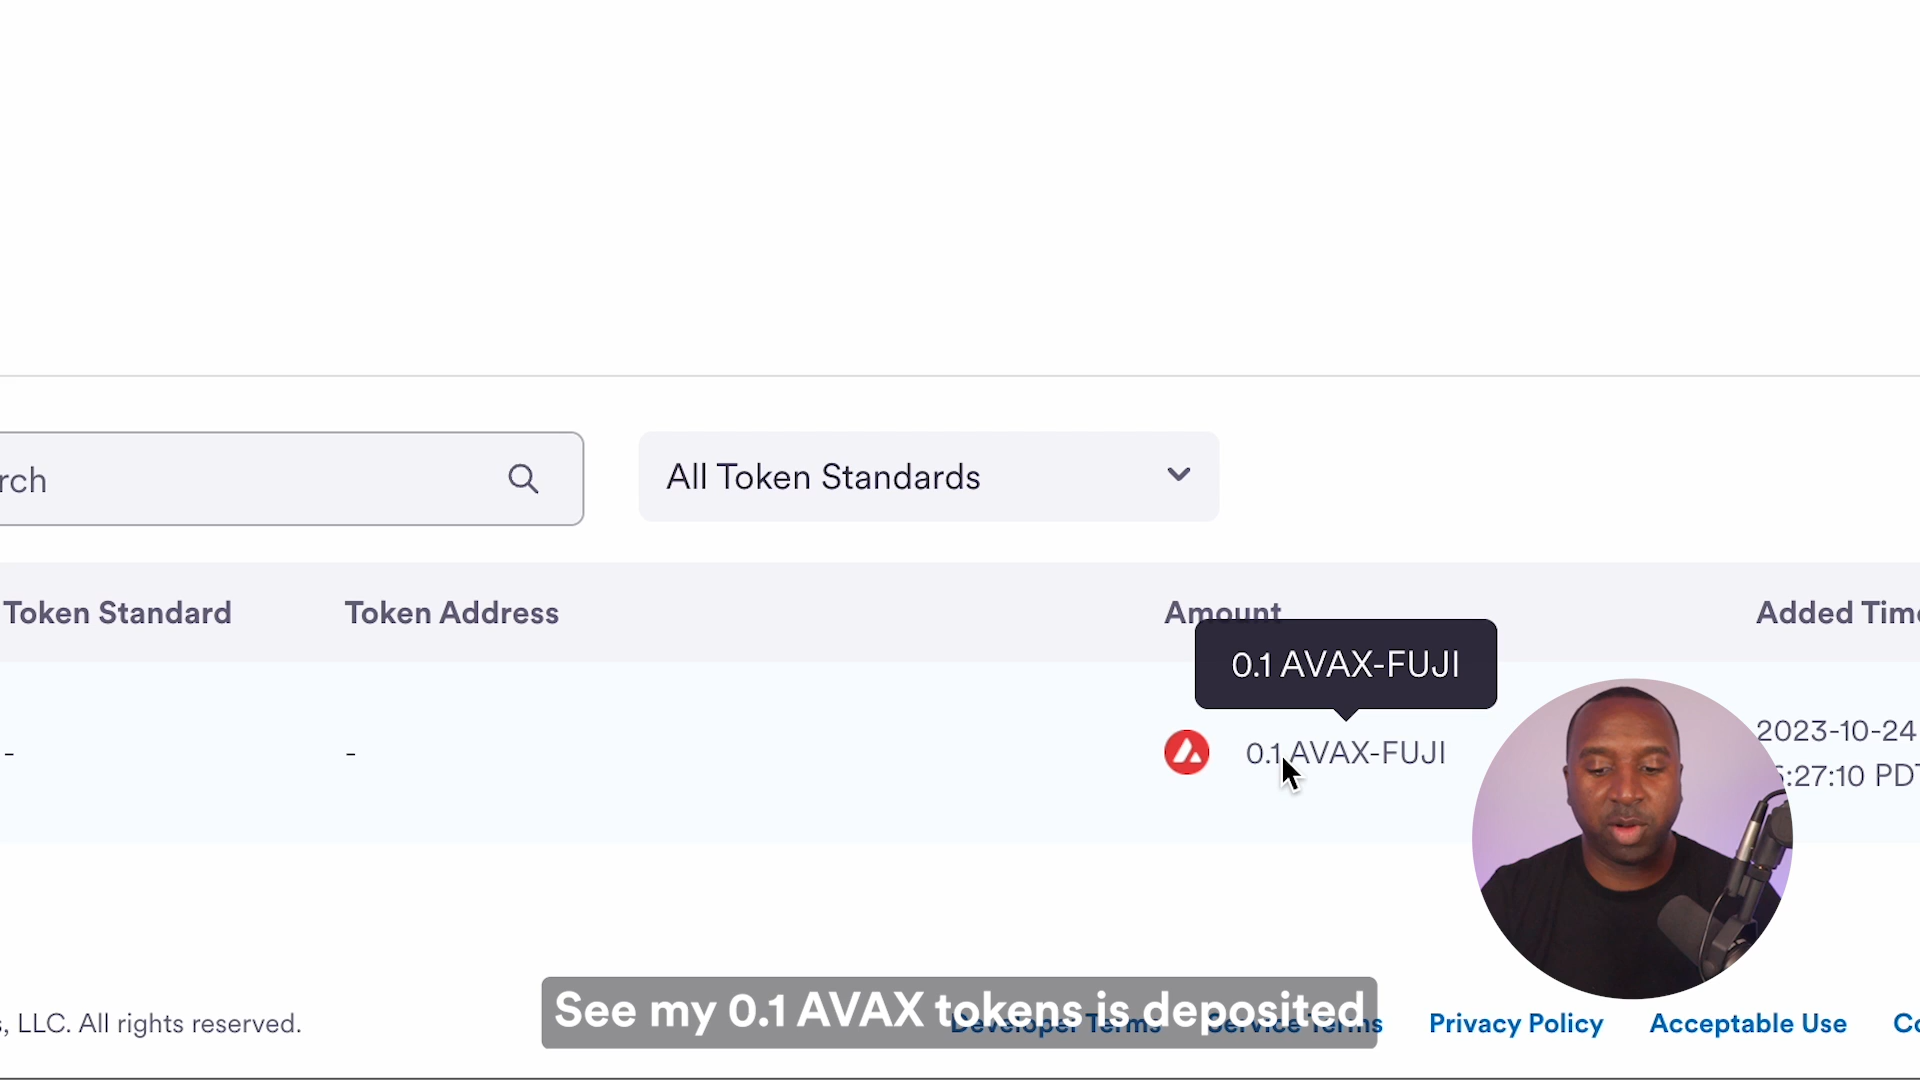 rch
All Token Standards
Token Standard
Token Address
Amount
Added Time
0.1 AVAX-FUJI
-
-
0.1 AVAX-FUJI
2023-10-24
:27:10 PDT
See my 0.1 AVAX tokens is deposited
, LLC. All rights reserved.
Developer Terms
Service Terms
Privacy Policy
Acceptable Use